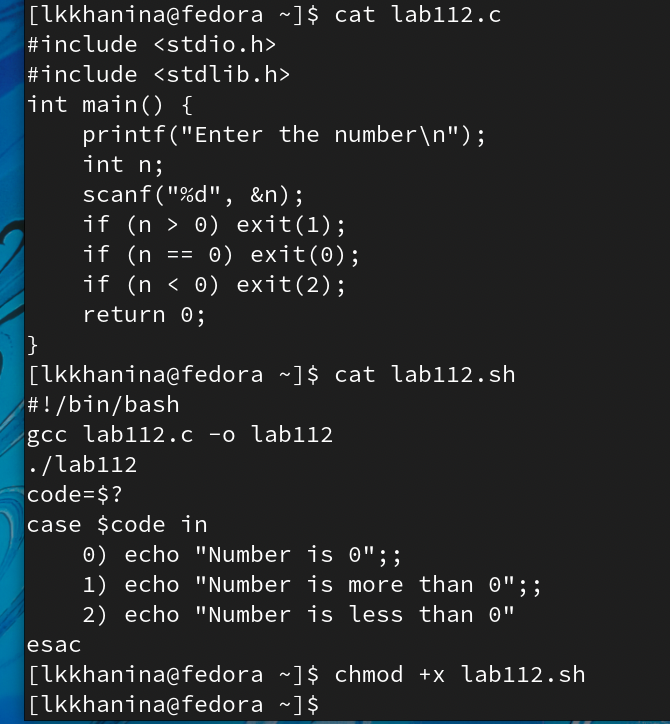 [lkkhanina@fedora ~]$ cat lab112.c
#include <stdio.h>
#include <stdlib.h>
int main() {
    printf("Enter the number\n");
    int n;
    scanf("%d", &n);
    if (n > 0) exit(1);
    if (n == 0) exit(0);
    if (n < 0) exit(2);
    return 0;
}
[lkkhanina@fedora ~]$ cat lab112.sh
#!/bin/bash
gcc lab112.c -o lab112
./lab112
code=$?
case $code in
    0) echo "Number is 0";;
    1) echo "Number is more than 0";;
    2) echo "Number is less than 0"
esac
[lkkhanina@fedora ~]$ chmod +x lab112.sh
[lkkhanina@fedora ~]$